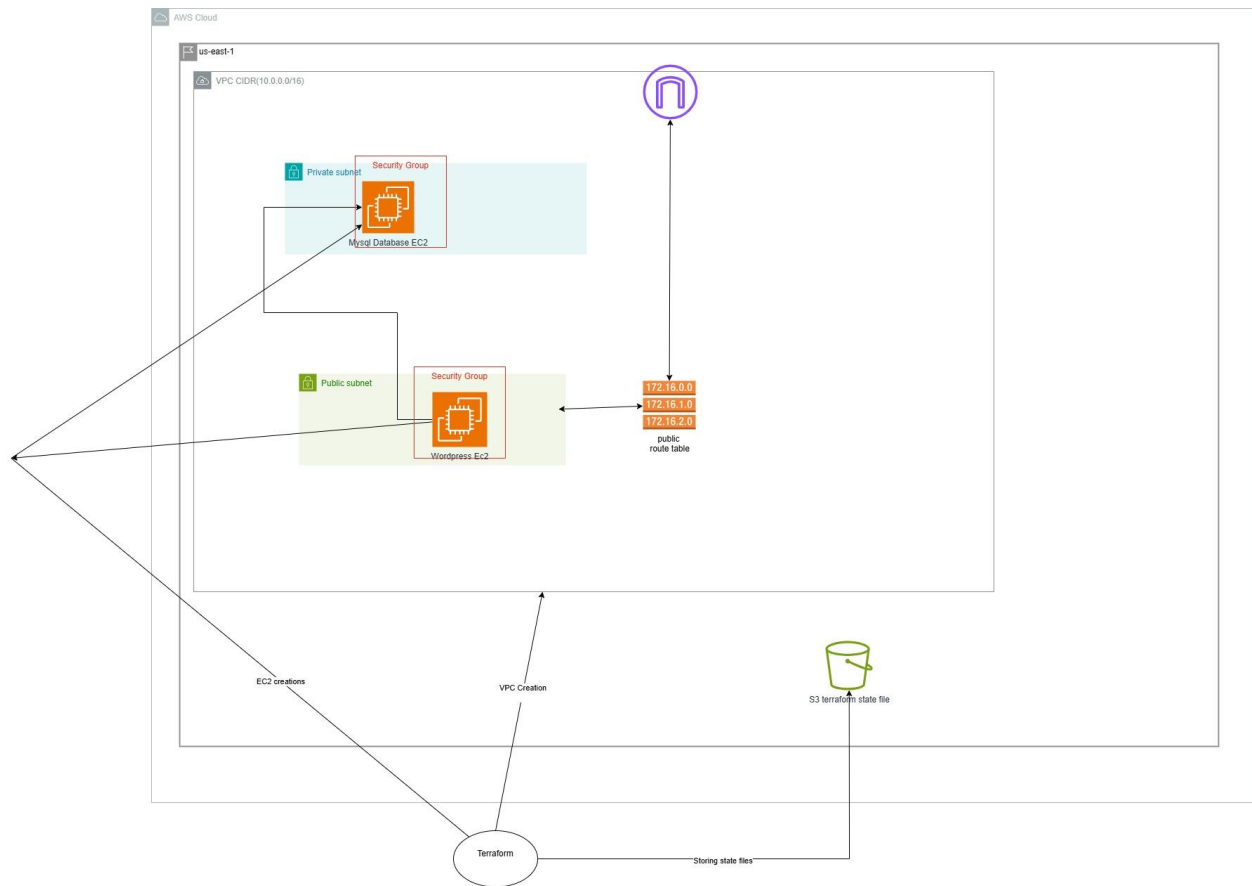 AWS Cloud
us-east-1
VPC CIDR(10.0.0.0/16)
Security Group
Private subnet
Mysql Database EC2
Security Group
Public subnet
Wordpress Ec2
172.16.0.0
172.16.1.0
172.16.2.0
public
route table
EC2 creations
VPC Creation
S3 terraform state file
Terraform
Storing state files